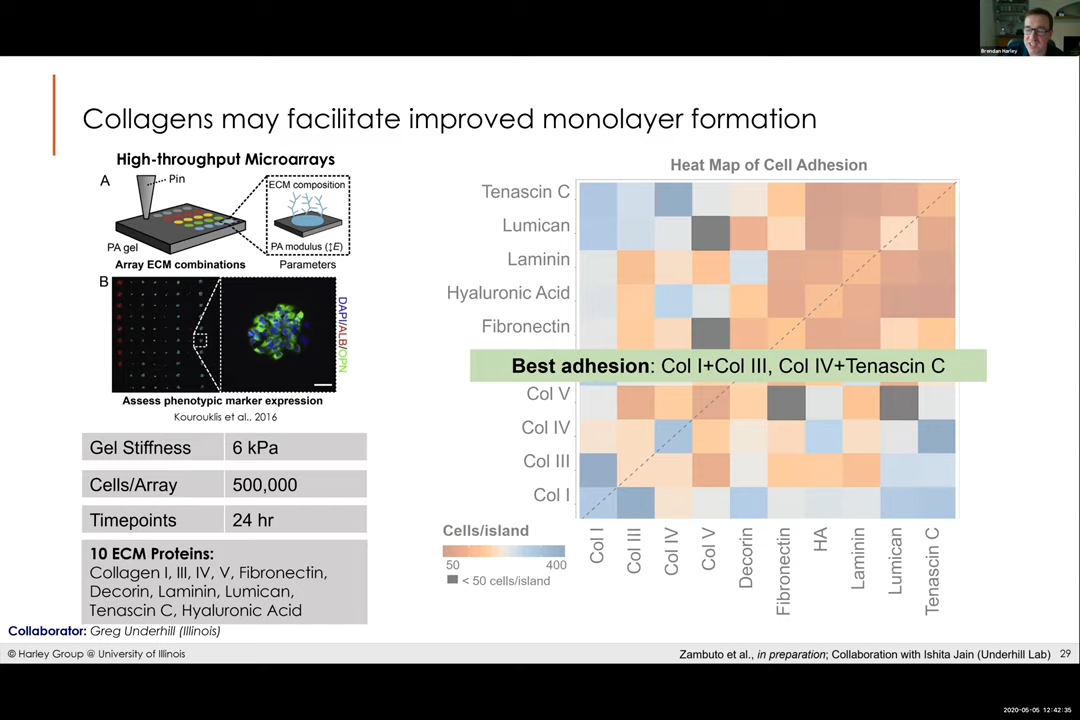 Brendan Harley
Collagens may facilitate improved monolayer formation
High-throughput Microarrays
A
Pin
ECM composition
PA gel
PA modulus (↕E)
Array ECM combinations
Parameters
B
DAPI/ALB/OPN
Assess phenotypic marker expression
Kourouklis et al.. 2016
Gel Stiffness 6 kPa
Cells/Array 500,000
Timepoints 24 hr
10 ECM Proteins:
Collagen I, III, IV, V, Fibronectin,
Decorin, Laminin, Lumican,
Tenascin C, Hyaluronic Acid
Collaborator: Greg Underhill (Illinois)
Heat Map of Cell Adhesion
Tenascin C
Lumican
Laminin
Hyaluronic Acid
Fibronectin
Best adhesion: Col I+Col III, Col IV+Tenascin C
Col V
Col IV
Col III
Col I
Cells/island
50 400
< 50 cells/island
Col I
Col III
Col IV
Col V
Decorin
Fibronectin
HA
Laminin
Lumican
Tenascin C
© Harley Group @ University of Illinois
Zambuto et al., in preparation; Collaboration with Ishita Jain (Underhill Lab) 29
2020-05-05 12:42:35